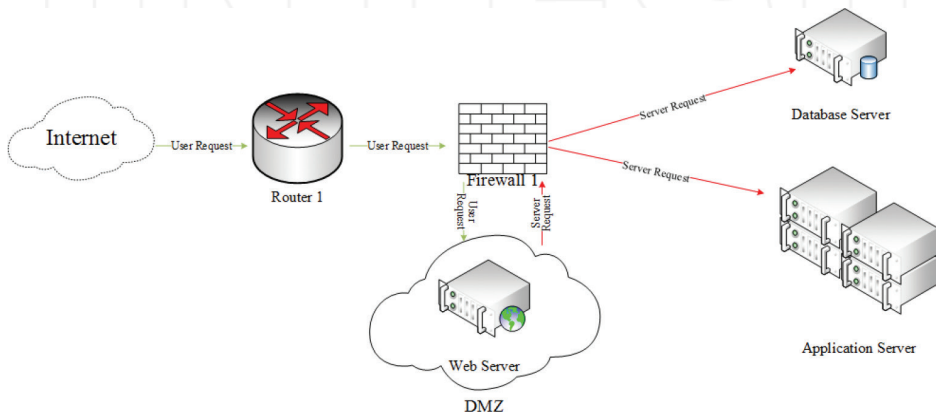 Internet
User Request
Router 1
User Request
Firewall 1
User
Request
Server
Request
Web Server
DMZ
Server Request
Database Server
Server Request
Application Server